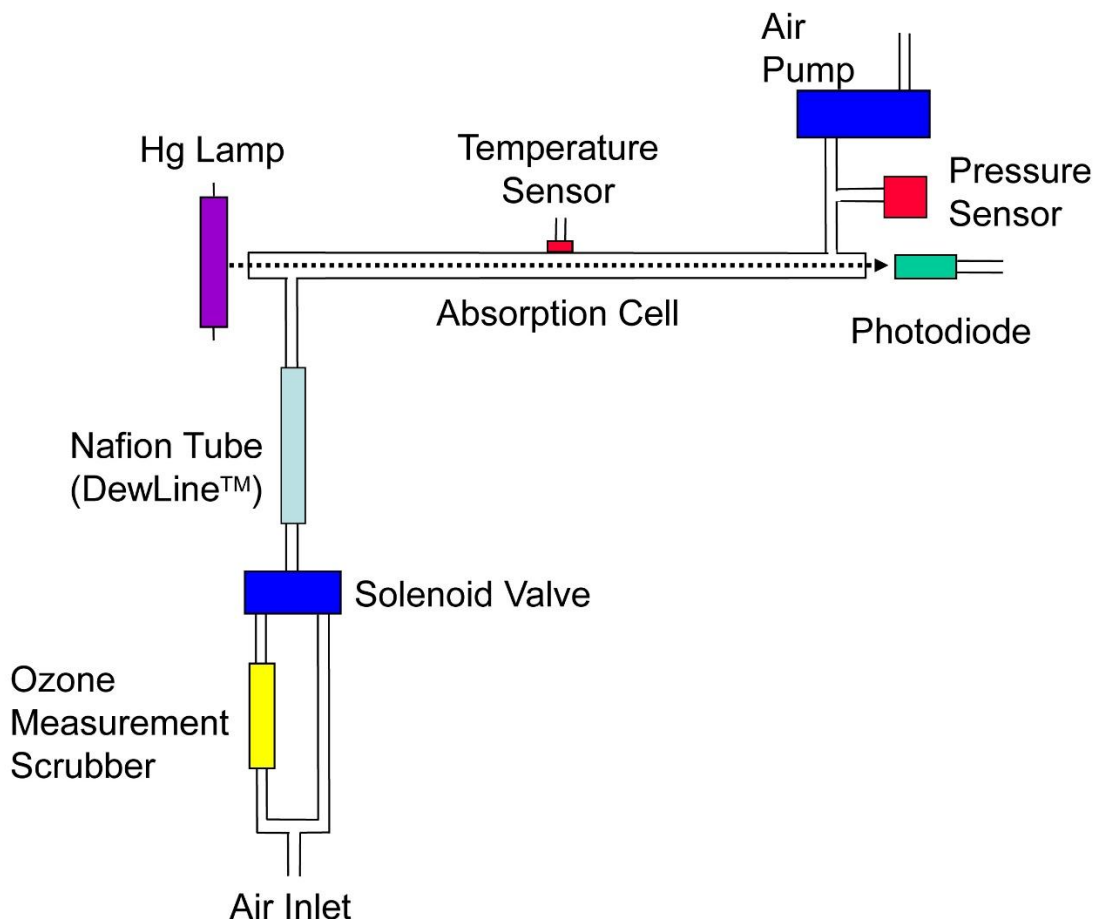 Air
Pump
Hg Lamp
Temperature
Sensor
Pressure
Sensor
Absorption Cell
Photodiode
Nafion Tube
(DewLine™)
Solenoid Valve
Ozone
Measurement
Scrubber
Air Inlet